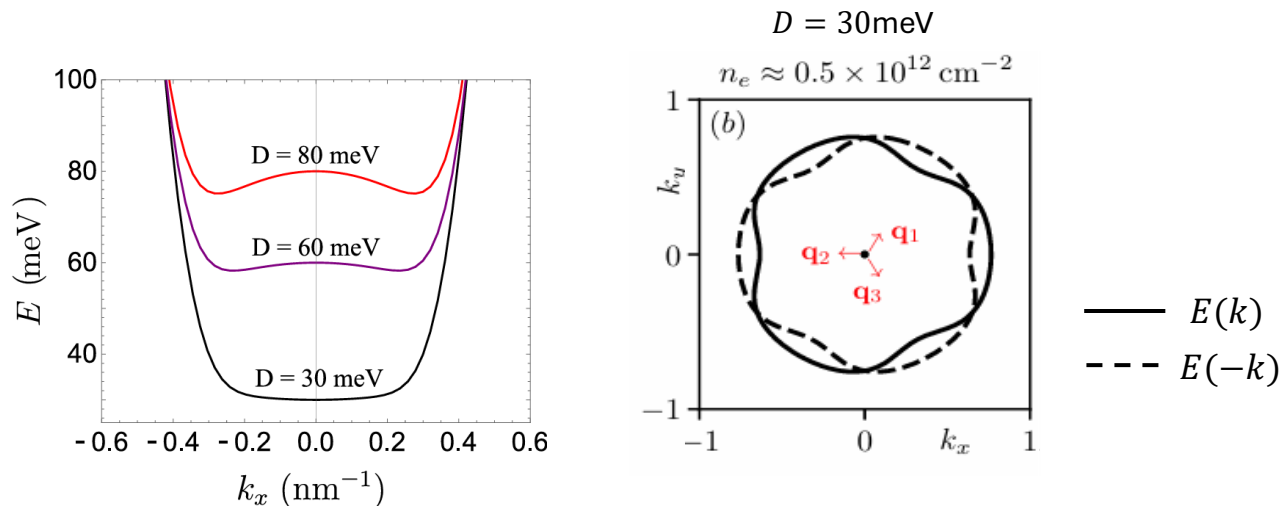 D = 30meV
n_e ≈ 0.5 × 10^12 cm^−2
100
80
60
40
E (meV)
D = 80 meV
D = 60 meV
D = 30 meV
-0.6 -0.4 -0.2 0.0 0.2 0.4 0.6
k_x (nm^−1)
(b)
1
0
−1
k_y
q_1
q_2
q_3
−1 0 k_x 1
E(k)
E(−k)